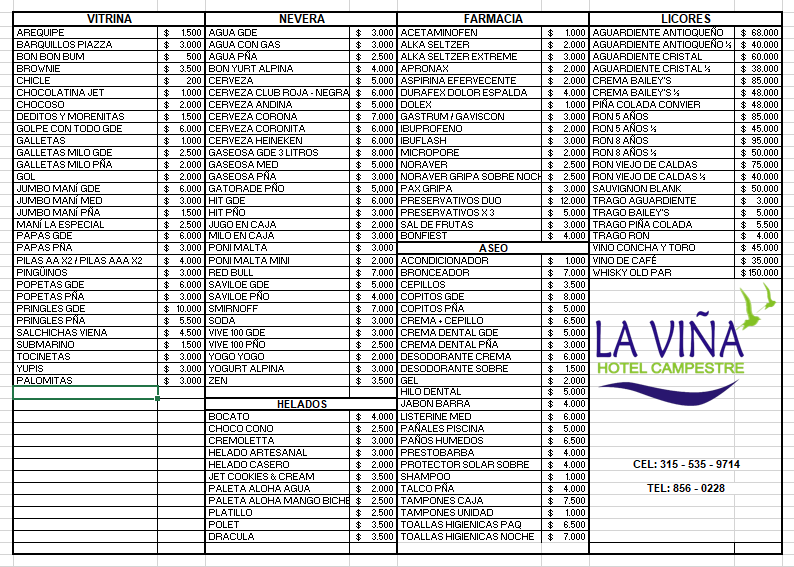 VITRINA
AREQUIPE $ 1.500
BARQUILLOS PIAZZA $ 3.000
BON BON BUM $ 500
BROWNIE $ 3.500
CHICLE $ 200
CHOCOLATINA JET $ 1.000
CHOCOSO $ 2.000
DEDITOS Y MORENITAS $ 1.500
GOLPE CON TODO GDE $ 6.000
GALLETAS $ 1.000
GALLETAS MILO GDE $ 2.500
GALLETAS MILO PÑA $ 2.000
GOL $ 2.000
JUMBO MANÍ GDE $ 6.000
JUMBO MANÍ MED $ 3.000
JUMBO MANÍ PÑA $ 1.500
MANÍ LA ESPECIAL $ 2.500
PAPAS GDE $ 6.000
PAPAS PÑA $ 3.000
PILAS AA X2 / PILAS AAA X2 $ 4.000
PINGÜINOS $ 3.000
POPETAS GDE $ 6.000
POPETAS PÑA $ 3.000
PRINGLES GDE $ 10.000
PRINGLES PÑA $ 5.500
SALCHICHAS VIENA $ 4.500
SUBMARINO $ 1.500
TOCINETAS $ 3.000
YUPIS $ 3.000
PALOMITAS $ 3.000
NEVERA
AGUA GDE $ 3.000
AGUA CON GAS $ 3.000
AGUA PÑA $ 2.500
BON YURT ALPINA $ 4.000
CERVEZA $ 5.000
CERVEZA CLUB ROJA - NEGRA $ 6.000
CERVEZA ANDINA $ 5.000
CERVEZA CORONA $ 7.000
CERVEZA CORONITA $ 6.000
CERVEZA HEINEKEN $ 6.000
GASEOSA GDE 3 LITROS $ 8.000
GASEOSA MED $ 5.000
GASEOSA PÑA $ 3.000
GATORADE PÑO $ 5,000
HIT GDE $ 6.000
HIT PÑO $ 3.000
JUGO EN CAJA $ 2.000
MILO EN CAJA $ 3.000
PONI MALTA $ 3.000
PONI MALTA MINI $ 2.000
RED BULL $ 7.000
SAVILOE GDE $ 5.000
SAVILOE PÑO $ 4.000
SMIRNOFF $ 7.000
SODA $ 3.000
VIVE 100 GDE $ 3.000
VIVE 100 PÑO $ 2.500
YOGO YOGO $ 2.000
YOGURT ALPINA $ 3.000
ZEN $ 3.500
HELADOS
BOCATO $ 4.000
CHOCO CONO $ 2.500
CREMOLETTA $ 3.000
HELADO ARTESANAL $ 3.000
HELADO CASERO $ 2.000
JET COOKIES & CREAM $ 3.500
PALETA ALOHA AGUA $ 2.000
PALETA ALOHA MANGO BICHE $ 2.500
PLATILLO $ 2.500
POLET $ 3.500
DRACULA $ 3.500
FARMACIA
ACETAMINOFEN $ 1.000
ALKA SELTZER $ 2.000
ALKA SELTZER EXTREME $ 3.000
APRONAX $ 2.000
ASPIRINA EFERVECENTE $ 2.000
DURAFEX DOLOR ESPALDA $ 4.000
DOLEX $ 1.000
GASTRUM / GAVISCON $ 3.000
IBUPROFENO $ 2.000
IBUFLASH $ 3.000
MICROPORE $ 2.000
NORAVER $ 2.500
NORAVER GRIPA SOBRE NOCH $ 2.500
PAX GRIPA $ 3.000
PRESERVATIVOS DUO $ 12.000
PRESERVATIVOS X 3 $ 5.000
SAL DE FRUTAS $ 3.000
BONFIEST $ 4.000
ASEO
ACONDICIONADOR $ 1.000
BRONCEADOR $ 7.000
CEPILLOS $ 3.500
COPITOS GDE $ 8.000
COPITOS PÑA $ 5.000
CREMA + CEPILLO $ 6.500
CREMA DENTAL GDE $ 5.000
CREMA DENTAL PÑA $ 3.000
DESODORANTE CREMA $ 6.000
DESODORANTE SOBRE $ 1.500
GEL $ 2.000
HILO DENTAL $ 5.000
JABON BARRA $ 4.000
LISTERINE MED $ 6.000
PAÑALES PISCINA $ 5.000
PAÑOS HUMEDOS $ 6.500
PRESTOBARBA $ 4.000
PROTECTOR SOLAR SOBRE $ 4.000
SHAMPOO $ 1.000
TALCO PÑA $ 4.000
TAMPONES CAJA $ 7.500
TAMPONES UNIDAD $ 1.000
TOALLAS HIGIENICAS PAQ $ 6.500
TOALLAS HIGIENICAS NOCHE $ 7.000
LICORES
AGUARDIENTE ANTIOQUEÑO $ 68.000
AGUARDIENTE ANTIOQUEÑO ½ $ 40.000
AGUARDIENTE CRISTAL $ 60.000
AGUARDIENTE CRISTAL ½ $ 38.000
CREMA BAILEY'S $ 85.000
CREMA BAILEY'S ½ $ 48.000
PIÑA COLADA CONVIER $ 48.000
RON 5 AÑOS $ 85.000
RON 5 AÑOS ½ $ 45.000
RON 8 AÑOS $ 95.000
RON 8 AÑOS ½ $ 50.000
RON VIEJO DE CALDAS $ 75.000
RON VIEJO DE CALDAS ½ $ 40.000
SAUVIGNON BLANK $ 50.000
TRAGO AGUARDIENTE $ 3.000
TRAGO BAILEY'S $ 5.000
TRAGO PIÑA COLADA $ 5.500
TRAGO RON $ 4.000
VINO CONCHA Y TORO $ 45.000
VINO DE CAFÉ $ 35.000
WHISKY OLD PAR $ 150.000
LA VIÑA
HOTEL CAMPESTRE
CEL: 315 - 535 - 9714
TEL: 856 - 0228